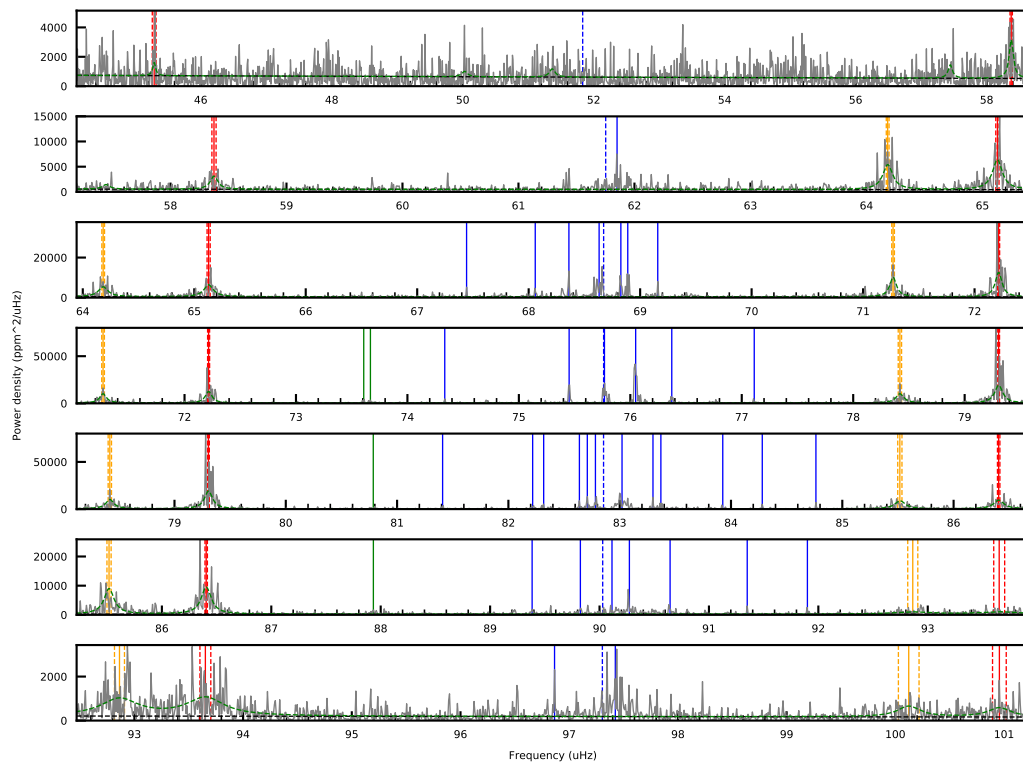 4000
2000
0
46 48 50 52 54 56 58
15000
10000
5000
0
58 59 60 61 62 63 64 65
20000
0
64 65 66 67 68 69 70 71 72
50000
0
72 73 74 75 76 77 78 79
50000
0
79 80 81 82 83 84 85 86
20000
10000
0
86 87 88 89 90 91 92 93
2000
0
93 94 95 96 97 98 99 100 101
Power density (ppm^2/uHz)
Frequency (uHz)